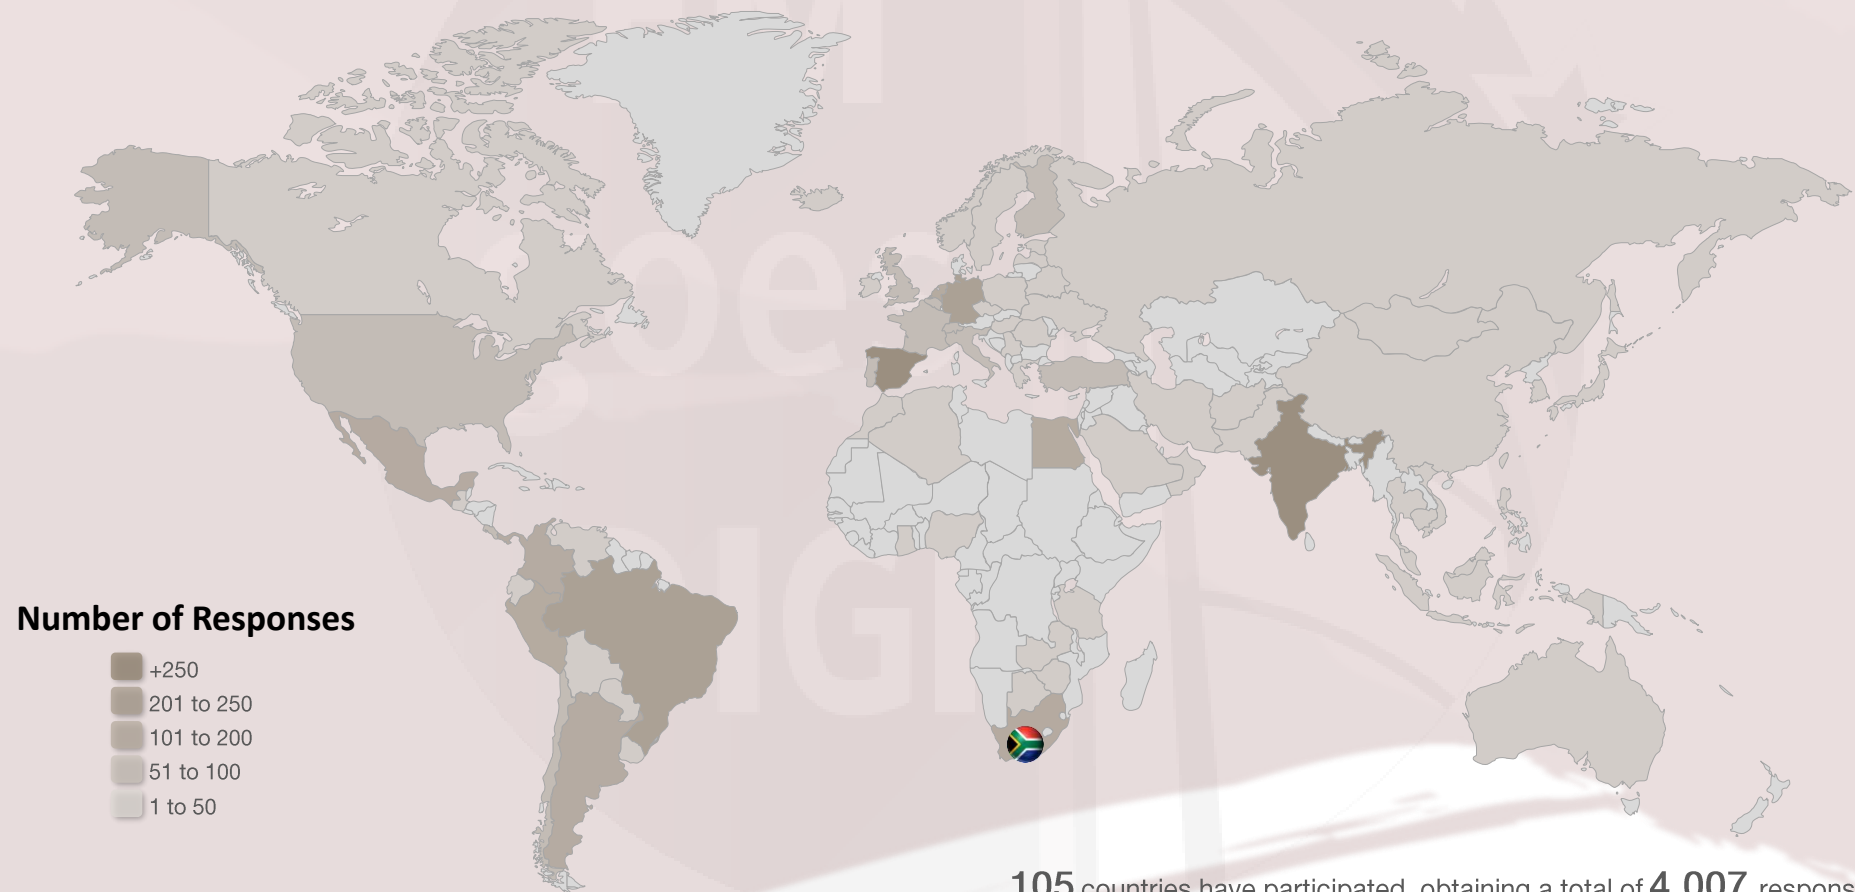 Number of Responses
+250
201 to 250
101 to 200
51 to 100
1 to 50
105 countries have participated, obtaining a total of 4,007